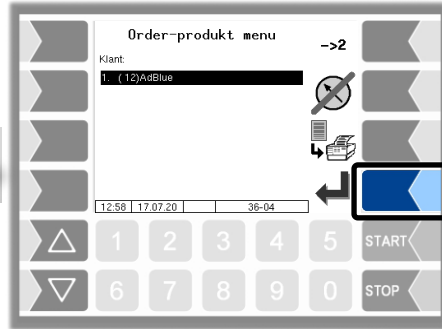 Order-produkt menu
->2
Klant:
1. ( 12)AdBlue
12:58 17.07.20 36-04
1 2 3 4 5 START
6 7 8 9 0 STOP